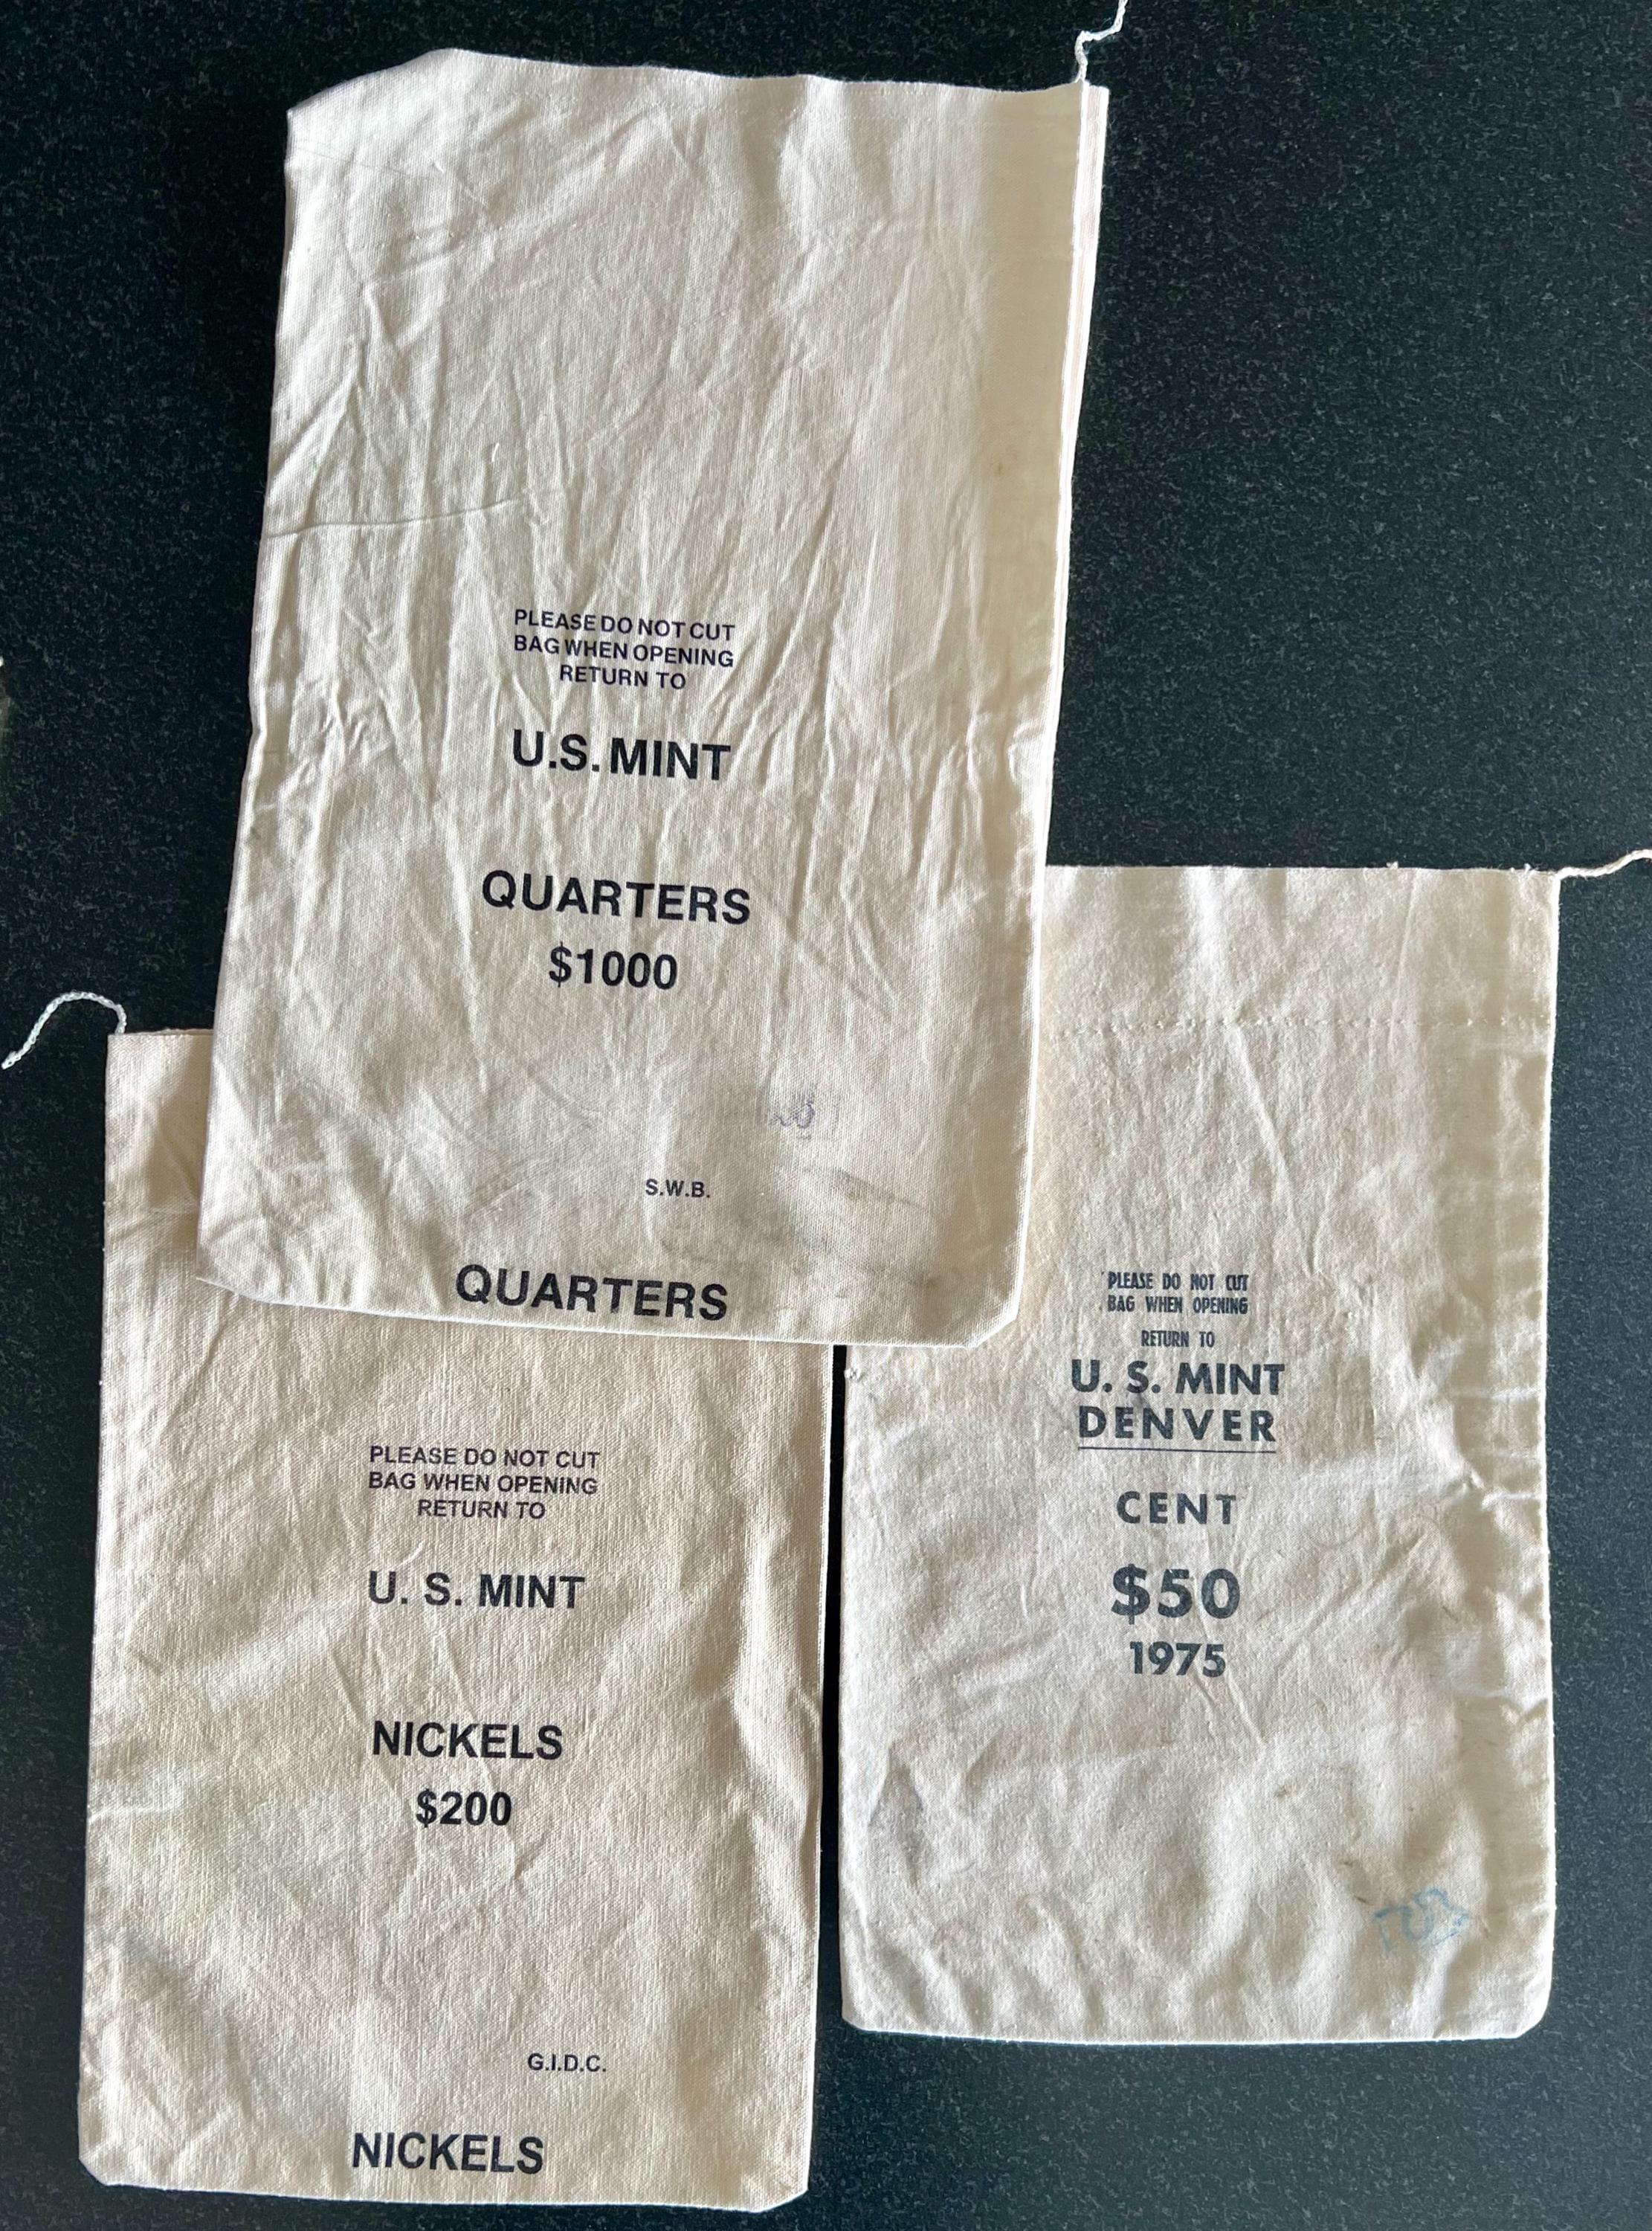 PLEASE DO NOT CUT
BAG WHEN OPENING
RETURN TO
U.S. MINT
QUARTERS
$1000
S.W.B.
QUARTERS
PLEASE DO NOT CUT
BAG WHEN OPENING
RETURN TO
U. S. MINT
NICKELS
$200
G.I.D.C.
NICKELS
PLEASE DO NOT CUT
BAG WHEN OPENING
RETURN TO
U. S. MINT
DENVER
CENT
$50
1975